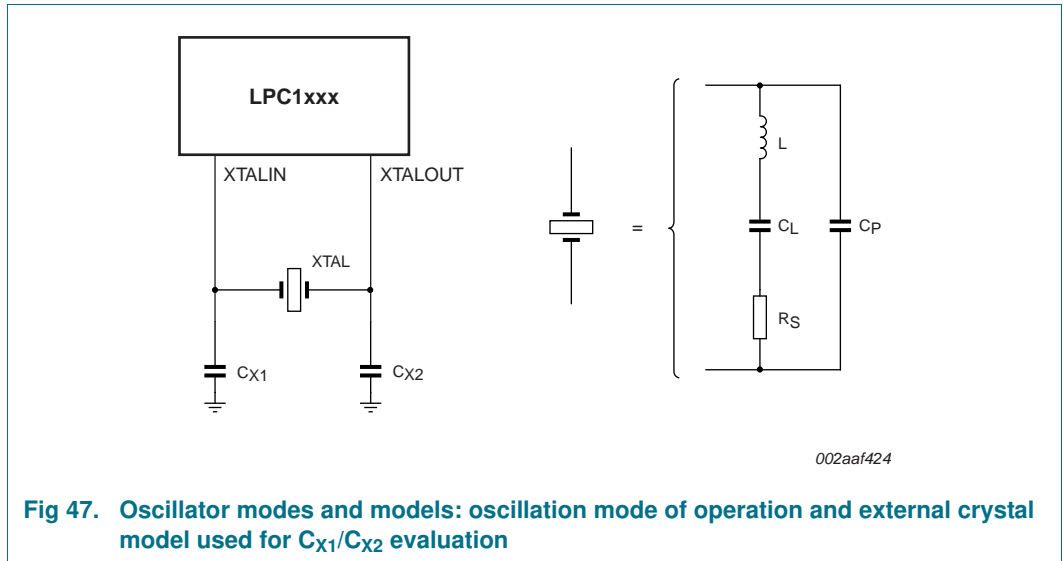 LPC1xxx
XTALIN
XTALOUT
XTAL
CX1
CX2
=
L
CL
CP
RS
002aaf424
Fig 47. Oscillator modes and models: oscillation mode of operation and external crystal
model used for CX1/CX2 evaluation